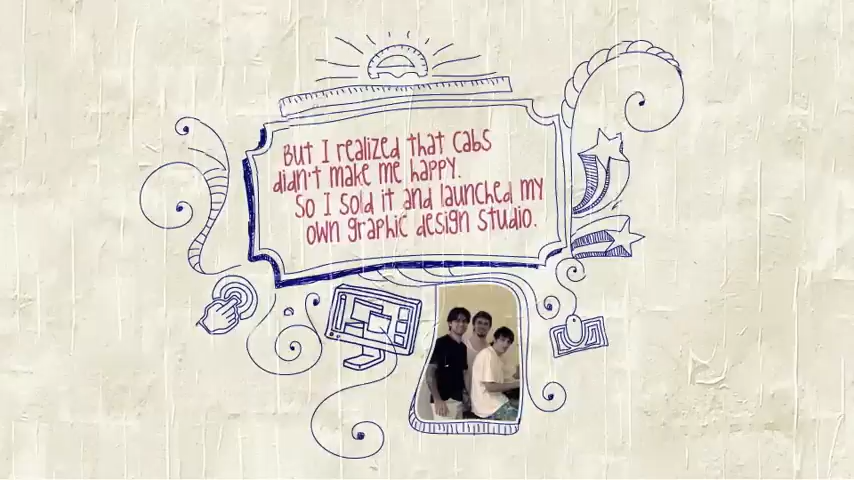 But I realized that cabs
didn't make me happy.
So I sold it and launched my
own graphic design studio.